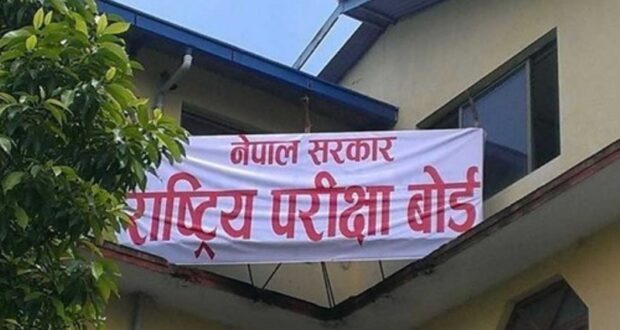 नेपाल सरकार
राष्ट्रिय परीक्षा बोर्ड